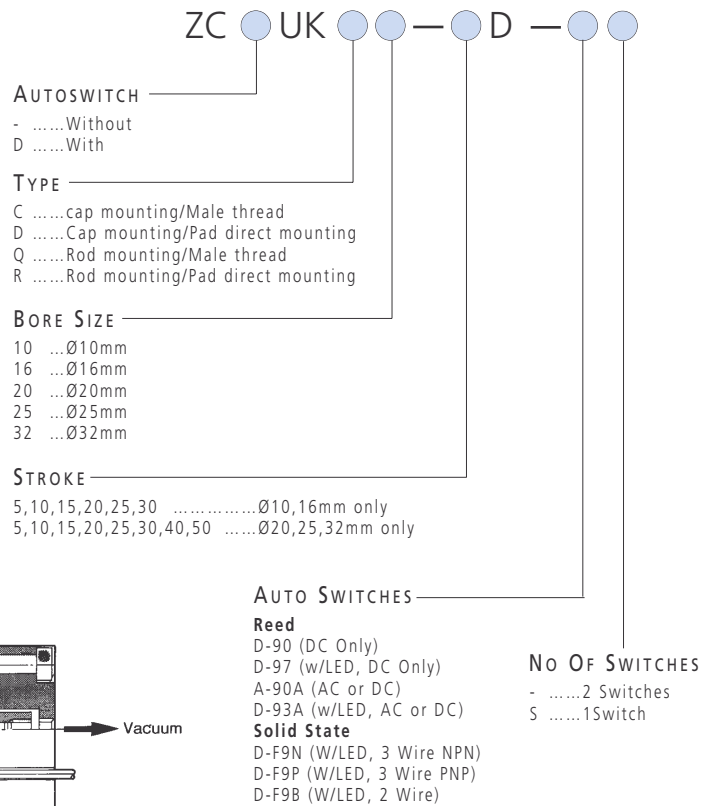 ZC UK — D —
AUTOSWITCH
- ......Without
D ......With
TYPE
C ......cap mounting/Male thread
D ......Cap mounting/Pad direct mounting
Q ......Rod mounting/Male thread
R ......Rod mounting/Pad direct mounting
BORE SIZE
10 ...Ø10mm
16 ...Ø16mm
20 ...Ø20mm
25 ...Ø25mm
32 ...Ø32mm
STROKE
5,10,15,20,25,30 ...............Ø10,16mm only
5,10,15,20,25,30,40,50 ......Ø20,25,32mm only
AUTO SWITCHES
Reed
D-90 (DC Only)
D-97 (w/LED, DC Only)
A-90A (AC or DC)
D-93A (w/LED, AC or DC)
Solid State
D-F9N (W/LED, 3 Wire NPN)
D-F9P (W/LED, 3 Wire PNP)
D-F9B (W/LED, 2 Wire)
NO OF SWITCHES
- ......2 Switches
S ......1Switch
Vacuum